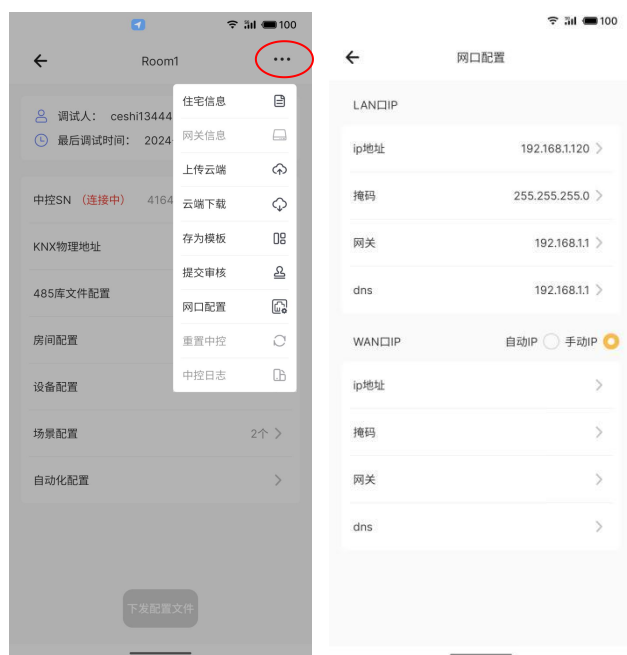 100
Room1
调试人： ceshi13444
最后调试时间： 2024-
中控SN （连接中） 4164
KNX物理地址
485库文件配置
房间配置
设备配置
场景配置 2个
自动化配置
下发配置文件
住宅信息
网关信息
上传云端
云端下载
存为模板
提交审核
网口配置
重置中控
中控日志
100
网口配置
LAN口IP
ip地址 192.168.1.120
掩码 255.255.255.0
网关 192.168.1.1
dns 192.168.1.1
WAN口IP 自动IP 手动IP
ip地址
掩码
网关
dns